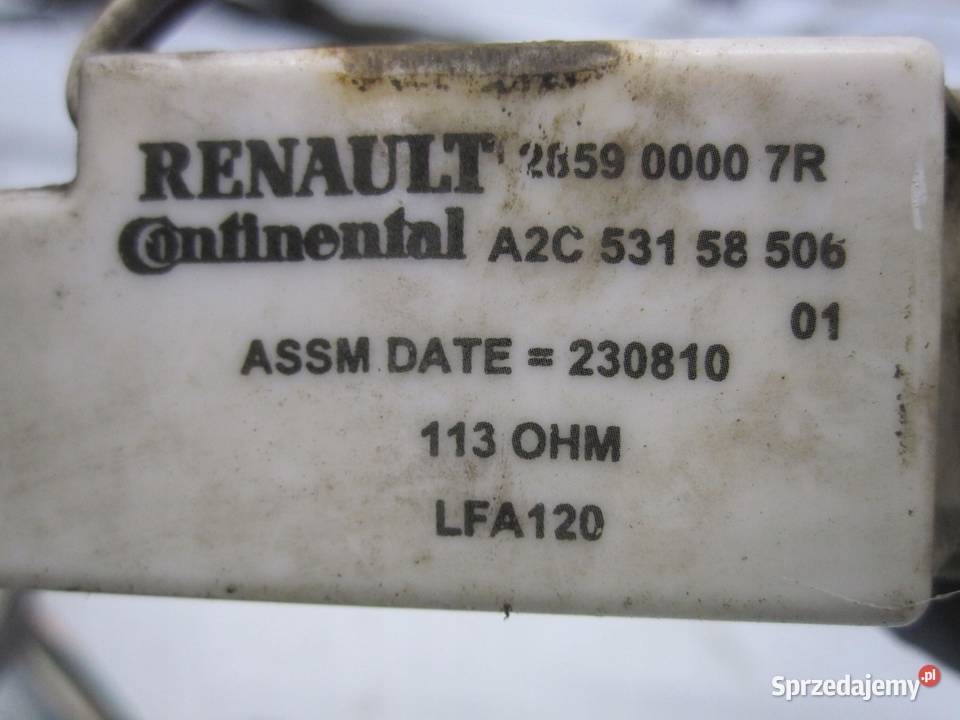 RENAULT 2859 0000 7R
Continental A2C 531 58 506
01
ASSM DATE = 230810
113 OHM
LFA120
Sprzedajemy.pl